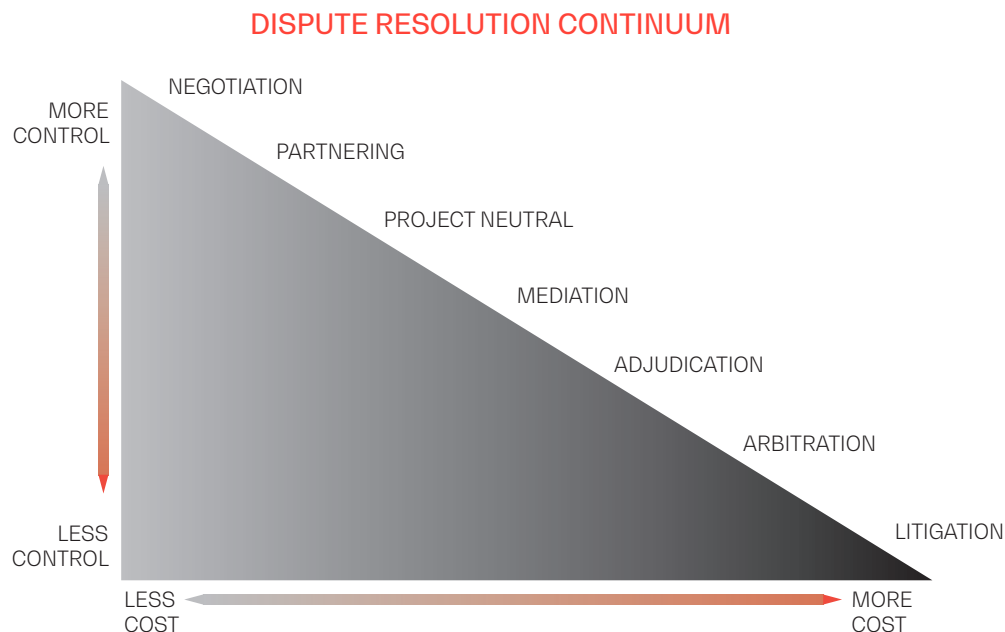 DISPUTE RESOLUTION CONTINUUM
NEGOTIATION
MORE
CONTROL
PARTNERING
PROJECT NEUTRAL
MEDIATION
ADJUDICATION
ARBITRATION
LITIGATION
LESS
CONTROL
LESS
COST
MORE
COST